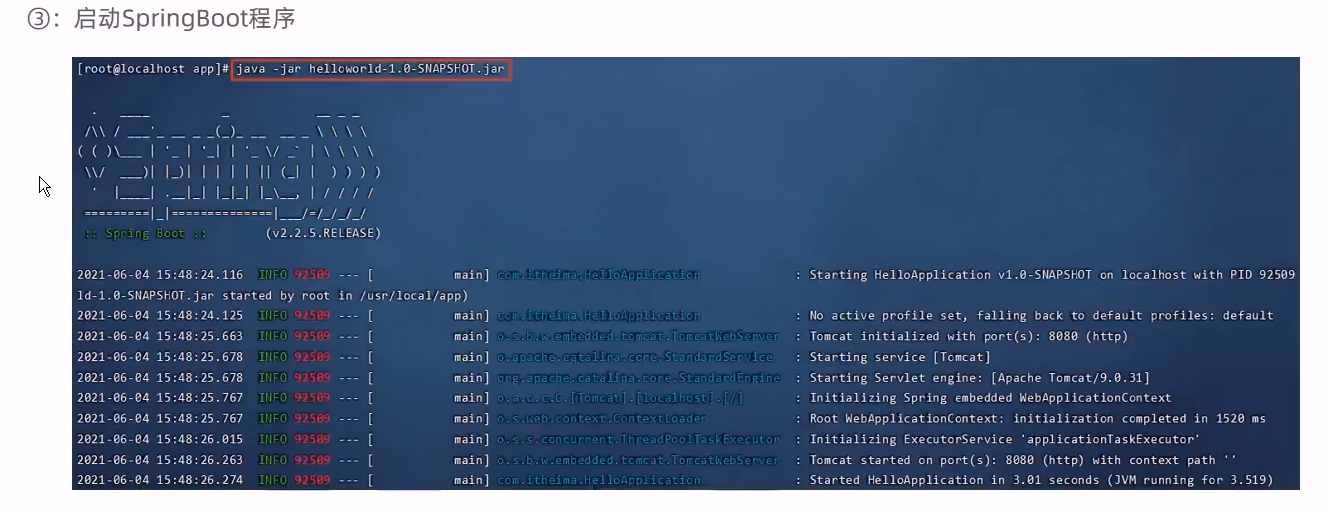 ③：启动SpringBoot程序
[root@localhost app]# java -jar helloworld-1.0-SNAPSHOT.jar
  .   ____          _            __ _ _
 /\\ / ___'_ __ _ _(_)_ __  __ _ \ \ \ \
( ( )\___ | '_ | '_| | '_ \/ _` | \ \ \ \
 \\/  ___)| |_)| | | | | || (_| |  ) ) ) )
  '  |____| .__|_| |_|_| |_\__, | / / / /
 =========|_|==============|___/=/_/_/_/
 :: Spring Boot ::        (v2.2.5.RELEASE)
2021-06-04 15:48:24.116  INFO 92509 --- [           main] com.itheima.HelloApplication             : Starting HelloApplication v1.0-SNAPSHOT on localhost with PID 92509
ld-1.0-SNAPSHOT.jar started by root in /usr/local/app)
2021-06-04 15:48:24.125  INFO 92509 --- [           main] com.itheima.HelloApplication             : No active profile set, falling back to default profiles: default
2021-06-04 15:48:25.663  INFO 92509 --- [           main] o.s.b.w.embedded.tomcat.TomcatWebServer  : Tomcat initialized with port(s): 8080 (http)
2021-06-04 15:48:25.678  INFO 92509 --- [           main] o.apache.catalina.core.StandardService   : Starting service [Tomcat]
2021-06-04 15:48:25.678  INFO 92509 --- [           main] org.apache.catalina.core.StandardEngine  : Starting Servlet engine: [Apache Tomcat/9.0.31]
2021-06-04 15:48:25.767  INFO 92509 --- [           main] o.a.c.c.C.[Tomcat].[localhost].[/]       : Initializing Spring embedded WebApplicationContext
2021-06-04 15:48:25.767  INFO 92509 --- [           main] o.s.web.context.ContextLoader            : Root WebApplicationContext: initialization completed in 1520 ms
2021-06-04 15:48:26.015  INFO 92509 --- [           main] o.s.s.concurrent.ThreadPoolTaskExecutor  : Initializing ExecutorService 'applicationTaskExecutor'
2021-06-04 15:48:26.263  INFO 92509 --- [           main] o.s.b.w.embedded.tomcat.TomcatWebServer  : Tomcat started on port(s): 8080 (http) with context path ''
2021-06-04 15:48:26.274  INFO 92509 --- [           main] com.itheima.HelloApplication             : Started HelloApplication in 3.01 seconds (JVM running for 3.519)